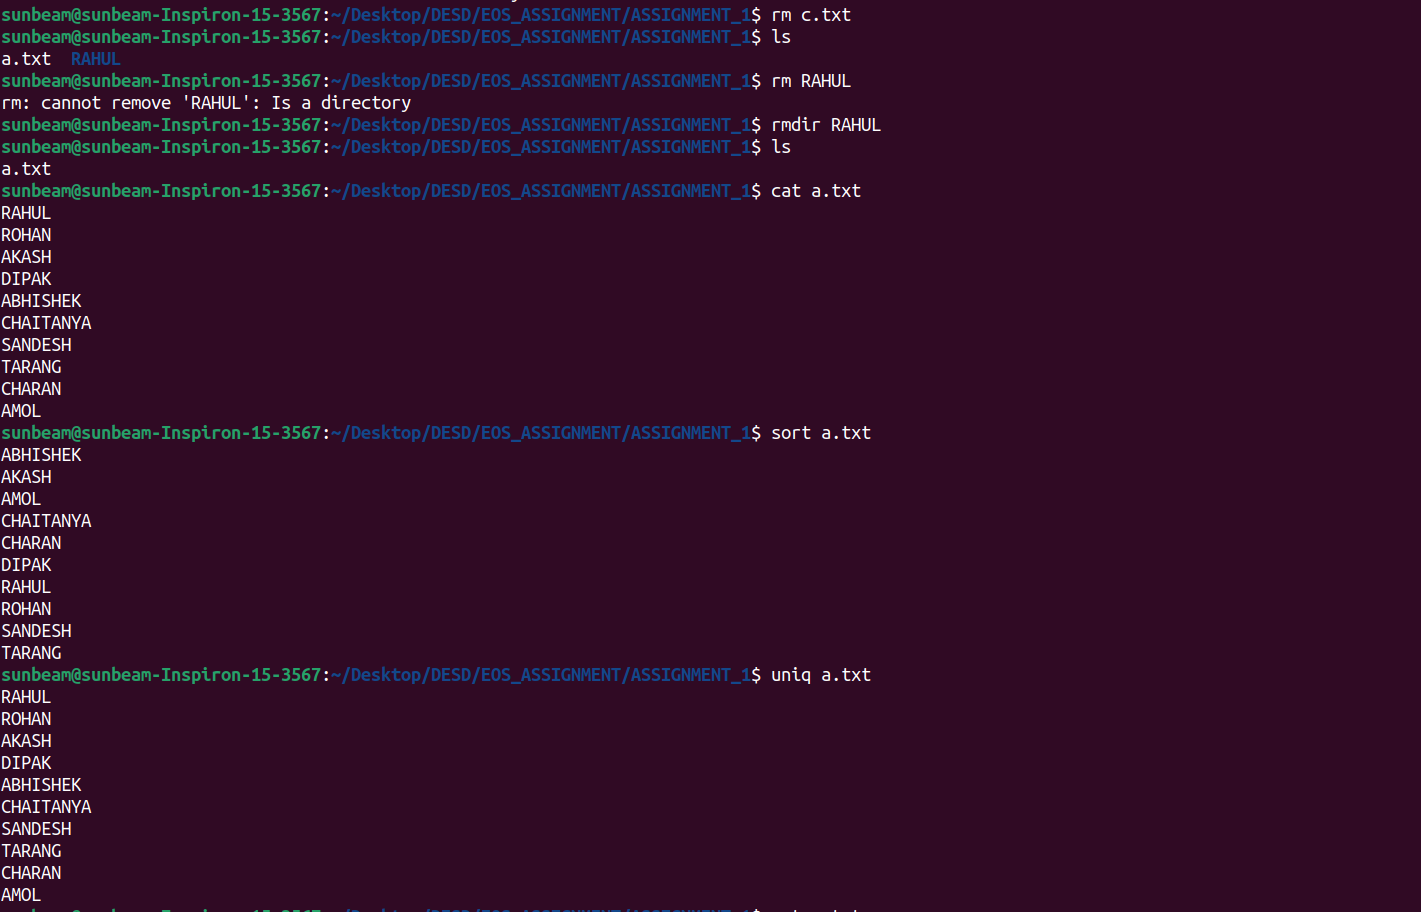 sunbeam@sunbeam-Inspiron-15-3567:~/Desktop/DESD/EOS_ASSIGNMENT/ASSIGNMENT_1$ rm c.txt
sunbeam@sunbeam-Inspiron-15-3567:~/Desktop/DESD/EOS_ASSIGNMENT/ASSIGNMENT_1$ ls
a.txt  RAHUL
sunbeam@sunbeam-Inspiron-15-3567:~/Desktop/DESD/EOS_ASSIGNMENT/ASSIGNMENT_1$ rm RAHUL
rm: cannot remove 'RAHUL': Is a directory
sunbeam@sunbeam-Inspiron-15-3567:~/Desktop/DESD/EOS_ASSIGNMENT/ASSIGNMENT_1$ rmdir RAHUL
sunbeam@sunbeam-Inspiron-15-3567:~/Desktop/DESD/EOS_ASSIGNMENT/ASSIGNMENT_1$ ls
a.txt
sunbeam@sunbeam-Inspiron-15-3567:~/Desktop/DESD/EOS_ASSIGNMENT/ASSIGNMENT_1$ cat a.txt
RAHUL
ROHAN
AKASH
DIPAK
ABHISHEK
CHAITANYA
SANDESH
TARANG
CHARAN
AMOL
sunbeam@sunbeam-Inspiron-15-3567:~/Desktop/DESD/EOS_ASSIGNMENT/ASSIGNMENT_1$ sort a.txt
ABHISHEK
AKASH
AMOL
CHAITANYA
CHARAN
DIPAK
RAHUL
ROHAN
SANDESH
TARANG
sunbeam@sunbeam-Inspiron-15-3567:~/Desktop/DESD/EOS_ASSIGNMENT/ASSIGNMENT_1$ uniq a.txt
RAHUL
ROHAN
AKASH
DIPAK
ABHISHEK
CHAITANYA
SANDESH
TARANG
CHARAN
AMOL